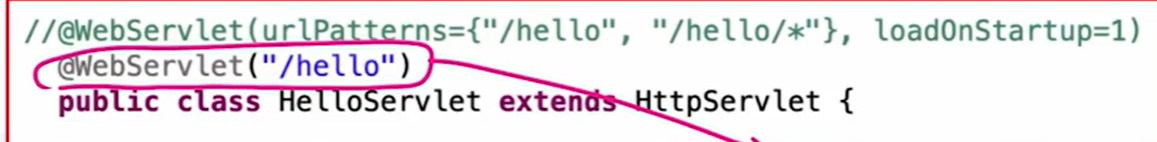 //@WebServlet(urlPatterns={"/hello", "/hello/*"}, loadOnStartup=1)
@WebServlet("/hello")
public class HelloServlet extends HttpServlet {